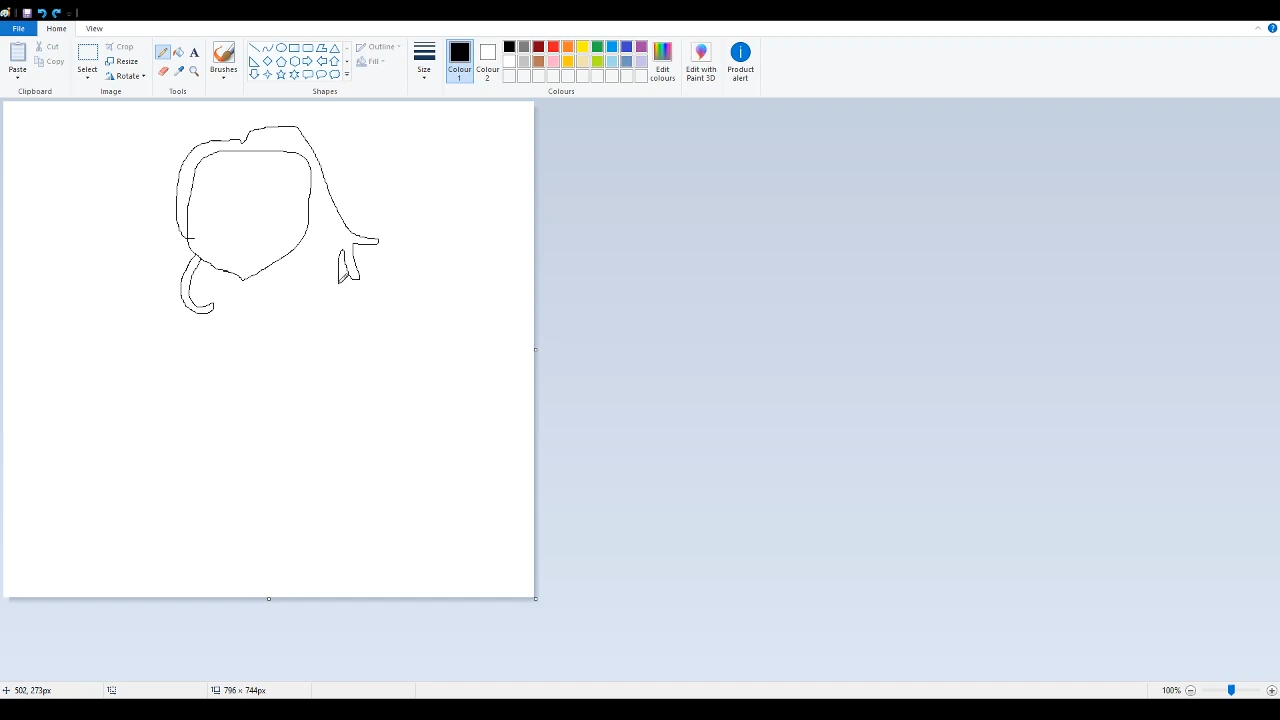 File Home View
Paste Cut Copy Select Crop Resize Rotate A Brushes Outline Fill Size Colour 1 Colour 2 Edit colours Edit with Paint 3D Product alert
Clipboard Image Tools Shapes Colours
502, 273px 796 × 744px 100%